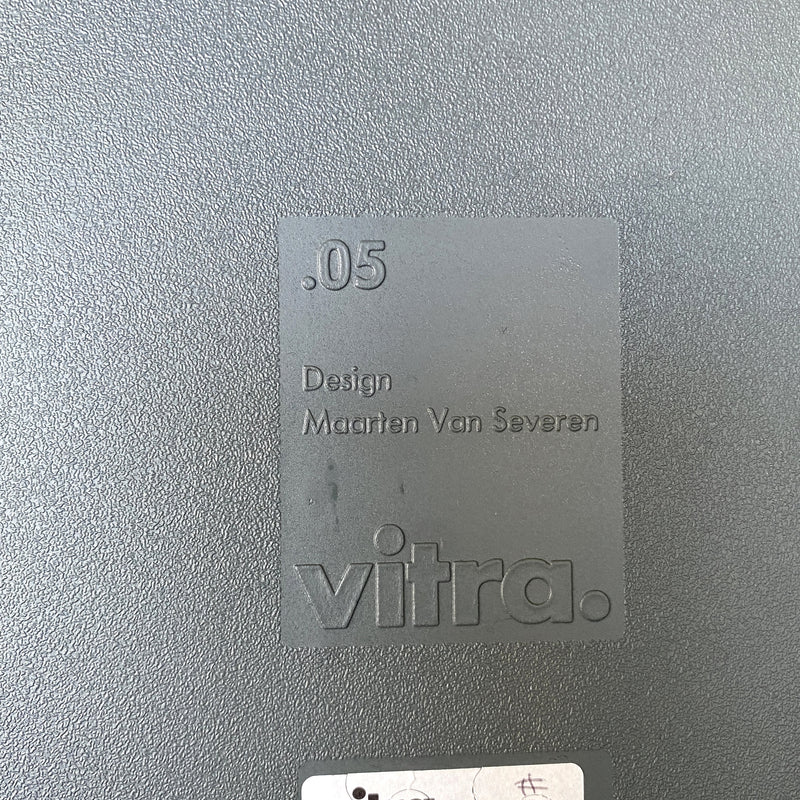 .05
Design
Maarten Van Severen
vitra.
#